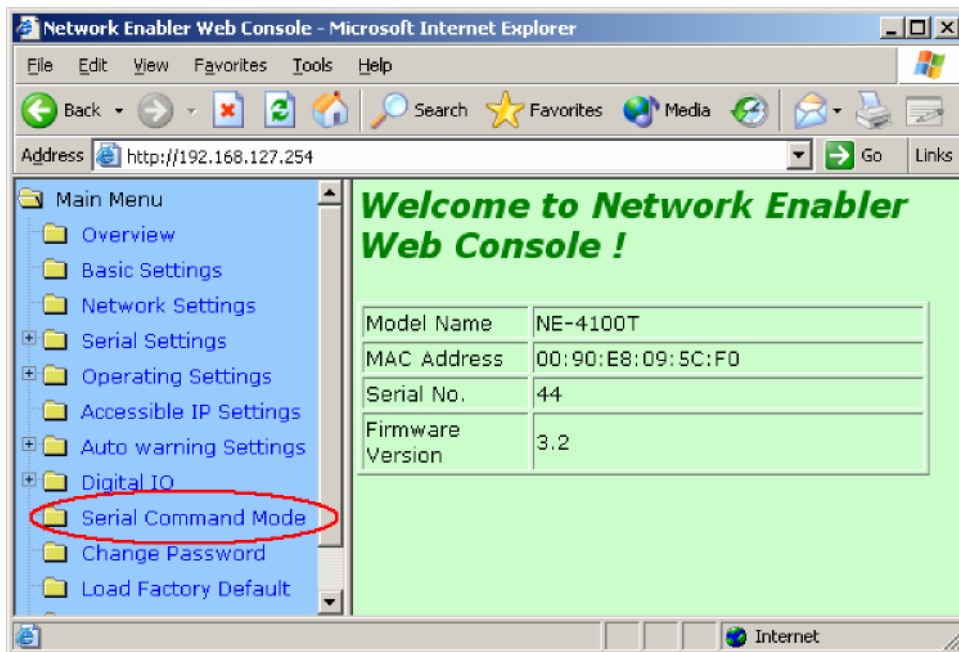 Network Enabler Web Console - Microsoft Internet Explorer
File Edit View Favorites Tools Help
Back Search Favorites Media
Address http://192.168.127.254 Go Links
Main Menu
Overview
Basic Settings
Network Settings
Serial Settings
Operating Settings
Accessible IP Settings
Auto warning Settings
Digital IO
Serial Command Mode
Change Password
Load Factory Default
Welcome to Network Enabler
Web Console !
Model Name NE-4100T
MAC Address 00:90:E8:09:5C:F0
Serial No. 44
Firmware
Version 3.2
Internet